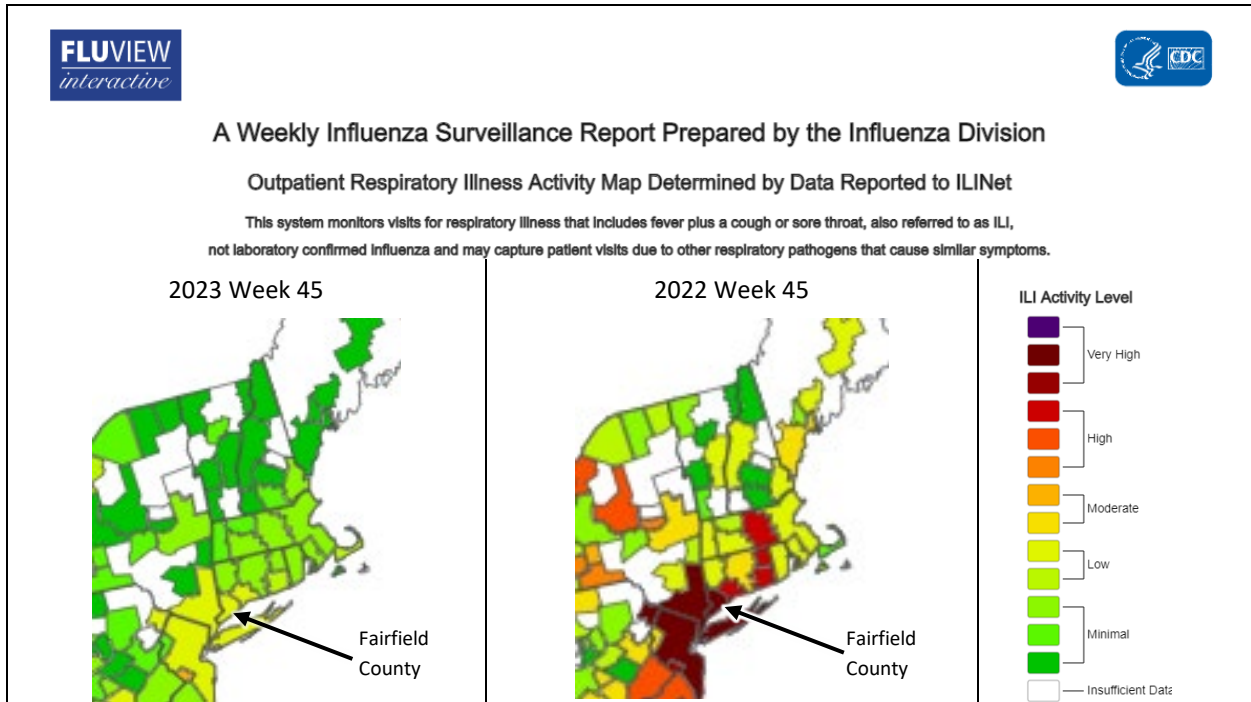 FLUVIEW
interactive
CDC
A Weekly Influenza Surveillance Report Prepared by the Influenza Division
Outpatient Respiratory Illness Activity Map Determined by Data Reported to ILINet
This system monitors visits for respiratory illness that includes fever plus a cough or sore throat, also referred to as ILI,
not laboratory confirmed influenza and may capture patient visits due to other respiratory pathogens that cause similar symptoms.
2023 Week 45
Fairfield
County
2022 Week 45
Fairfield
County
ILI Activity Level
Very High
High
Moderate
Low
Minimal
Insufficient Data